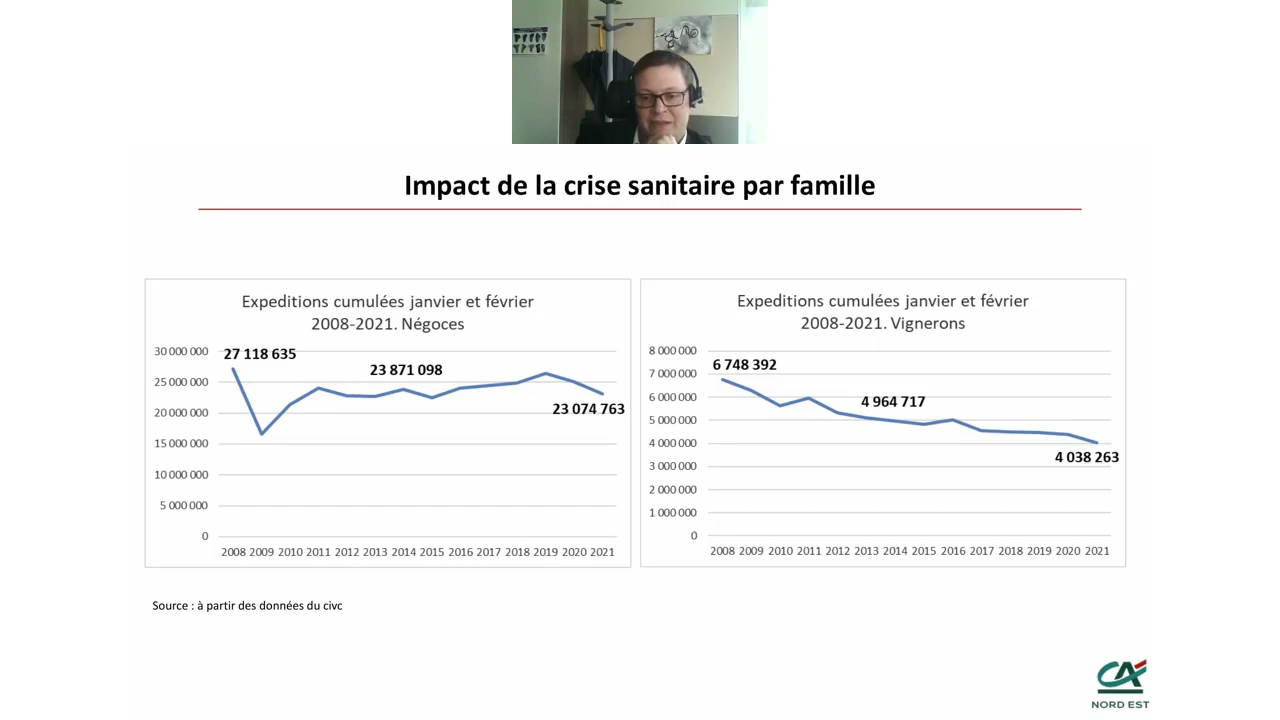 Impact de la crise sanitaire par famille
Expeditions cumulées janvier et février
2008-2021. Négoces
30 000 000
25 000 000
20 000 000
15 000 000
10 000 000
5 000 000
0
27 118 635
23 871 098
23 074 763
2008 2009 2010 2011 2012 2013 2014 2015 2016 2017 2018 2019 2020 2021
Expeditions cumulées janvier et février
2008-2021. Vignerons
8 000 000
7 000 000
6 000 000
5 000 000
4 000 000
3 000 000
2 000 000
1 000 000
0
6 748 392
4 964 717
4 038 263
2008 2009 2010 2011 2012 2013 2014 2015 2016 2017 2018 2019 2020 2021
Source : à partir des données du civc
CA
NORD EST